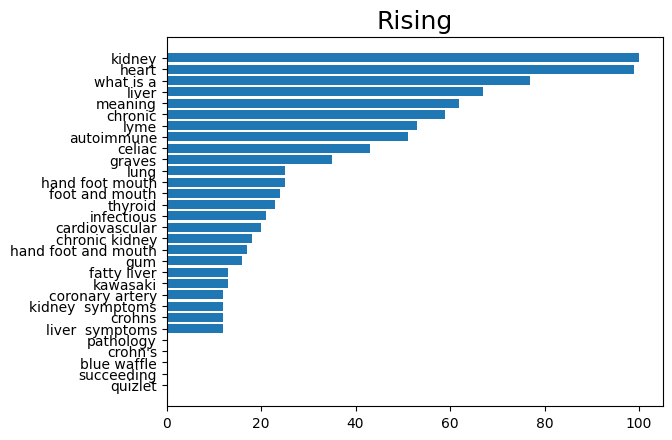 Rising
kidney
heart
what is a
liver
meaning
chronic
lyme
autoimmune
celiac
graves
lung
hand foot mouth
foot and mouth
thyroid
infectious
cardiovascular
chronic kidney
hand foot and mouth
gum
fatty liver
kawasaki
coronary artery
kidney  symptoms
crohns
liver  symptoms
pathology
crohn's
blue waffle
succeeding
quizlet
0 20 40 60 80 100